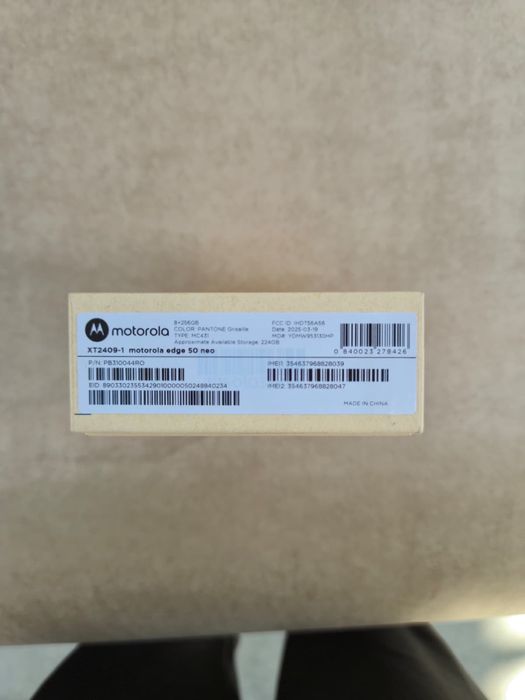 motorola
8+256GB
COLOR: PANTONE Grisaille
TYPE: MC431
Approximate Available Storage: 224GB
FCC ID: IHDT56AS8
Date: 2025-03-19
MO#: YOMW953130HP
0 840023 278426
XT2409-1 motorola edge 50 neo
P/N: PB310044RO
IMEI1: 354637968828039
EID: 89033023553429010000050248840234
IMEI2: 354637968828047
MADE IN CHINA